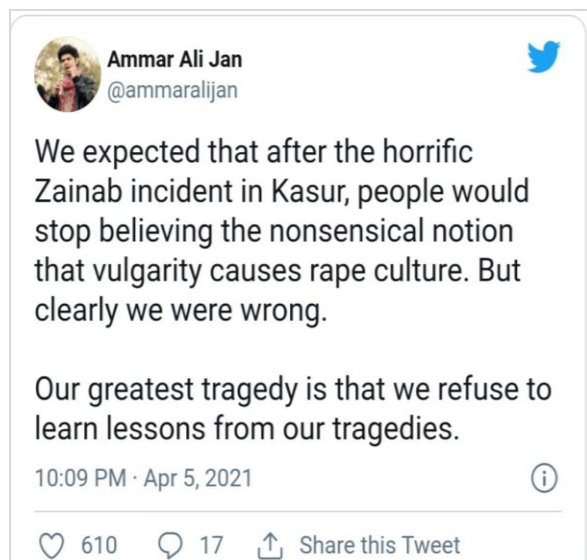 Ammar Ali Jan
@ammaralijan
We expected that after the horrific
Zainab incident in Kasur, people would
stop believing the nonsensical notion
that vulgarity causes rape culture. But
clearly we were wrong.
Our greatest tragedy is that we refuse to
learn lessons from our tragedies.
10:09 PM · Apr 5, 2021
610 17 Share this Tweet